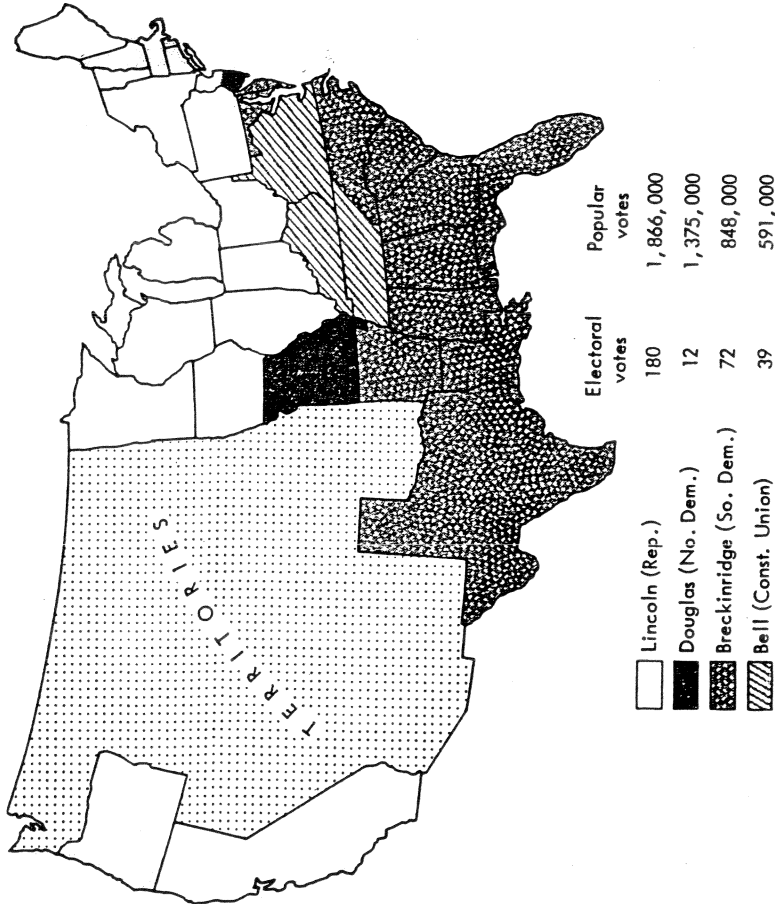 TERRITORIES
Electoral votes Popular votes
Lincoln (Rep.) 180 1,866,000
Douglas (No. Dem.) 12 1,375,000
Breckinridge (So. Dem.) 72 848,000
Bell (Const. Union) 39 591,000